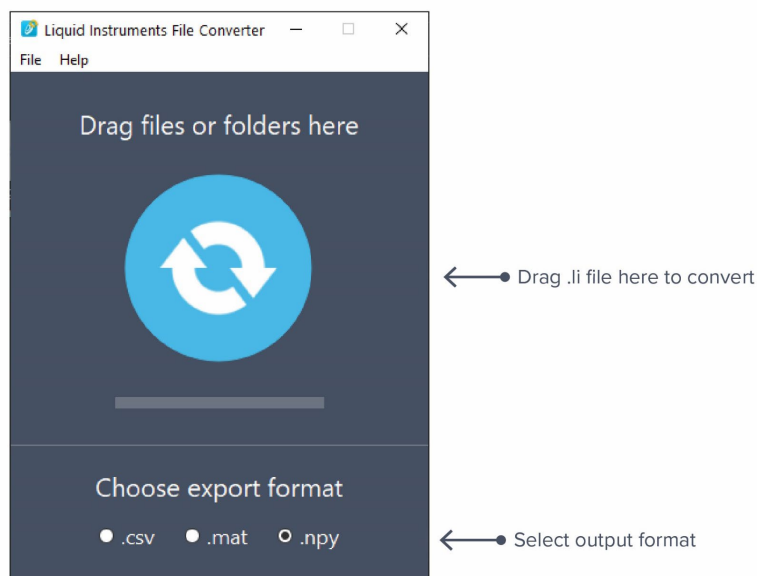 Liquid Instruments File Converter
File Help
Drag files or folders here
Drag .li file here to convert
Choose export format
.csv .mat .npy
Select output format